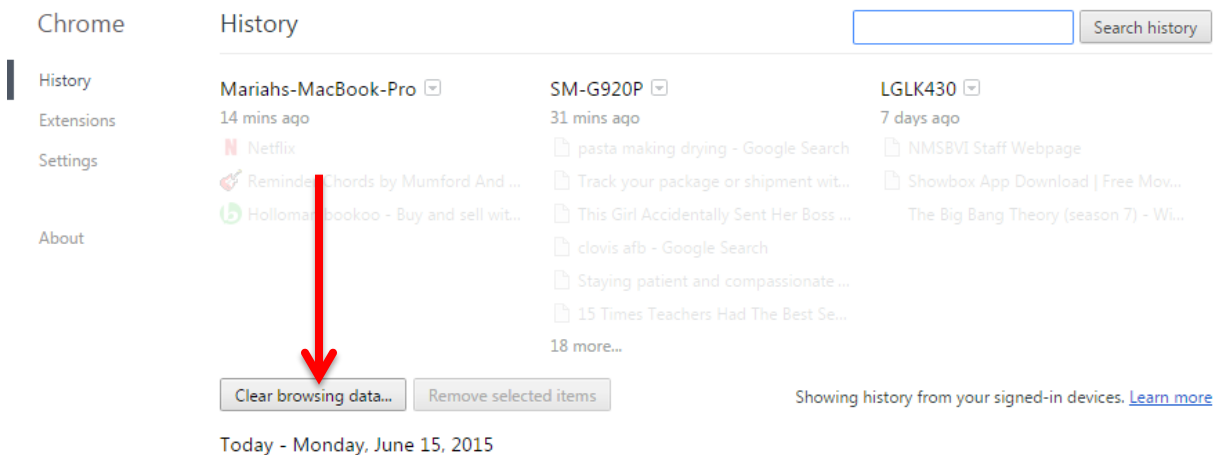 Chrome
History
Extensions
Settings
About
History
Search history
Mariahs-MacBook-Pro
14 mins ago
Netflix
Reminder Chords by Mumford And ...
Holloman bookoo - Buy and sell wit...
SM-G920P
31 mins ago
pasta making drying - Google Search
Track your package or shipment wit...
This Girl Accidentally Sent Her Boss ...
clovis afb - Google Search
Staying patient and compassionate ...
15 Times Teachers Had The Best Se...
18 more...
LGLK430
7 days ago
NMSBVI Staff Webpage
Showbox App Download | Free Mov...
The Big Bang Theory (season 7) - Wi...
Clear browsing data...
Remove selected items
Showing history from your signed-in devices. Learn more
Today - Monday, June 15, 2015